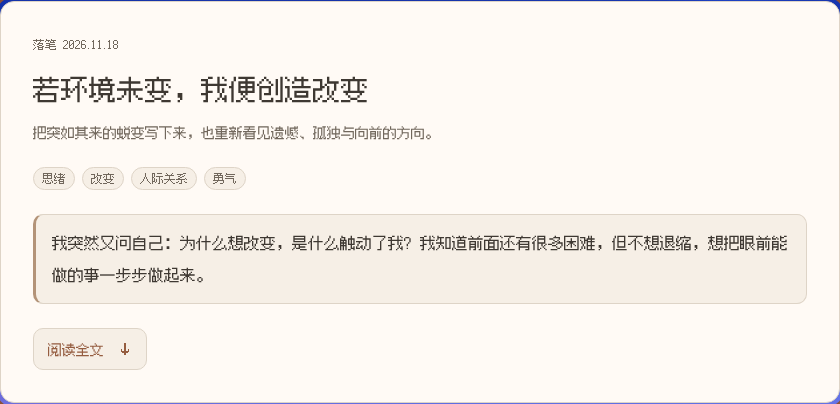 落笔 2026.11.18
若环境未变，我便创造改变
把突如其来的蜕变写下来，也重新看见遗憾、孤独与向前的方向。
思绪 改变 人际关系 勇气
我突然又问自己：为什么想改变，是什么触动了我？我知道前面还有很多困难，但不想退缩，想把眼前能
做的事一步步做起来。
阅读全文 ↓